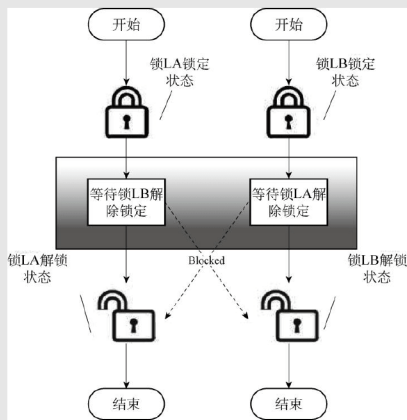 开始
开始
锁LA锁定
状态
锁LB锁定
状态
等待锁LB解
除锁定
等待锁LA解
除锁定
锁LA解锁
状态
Blocked
锁LB解锁
状态
结束
结束